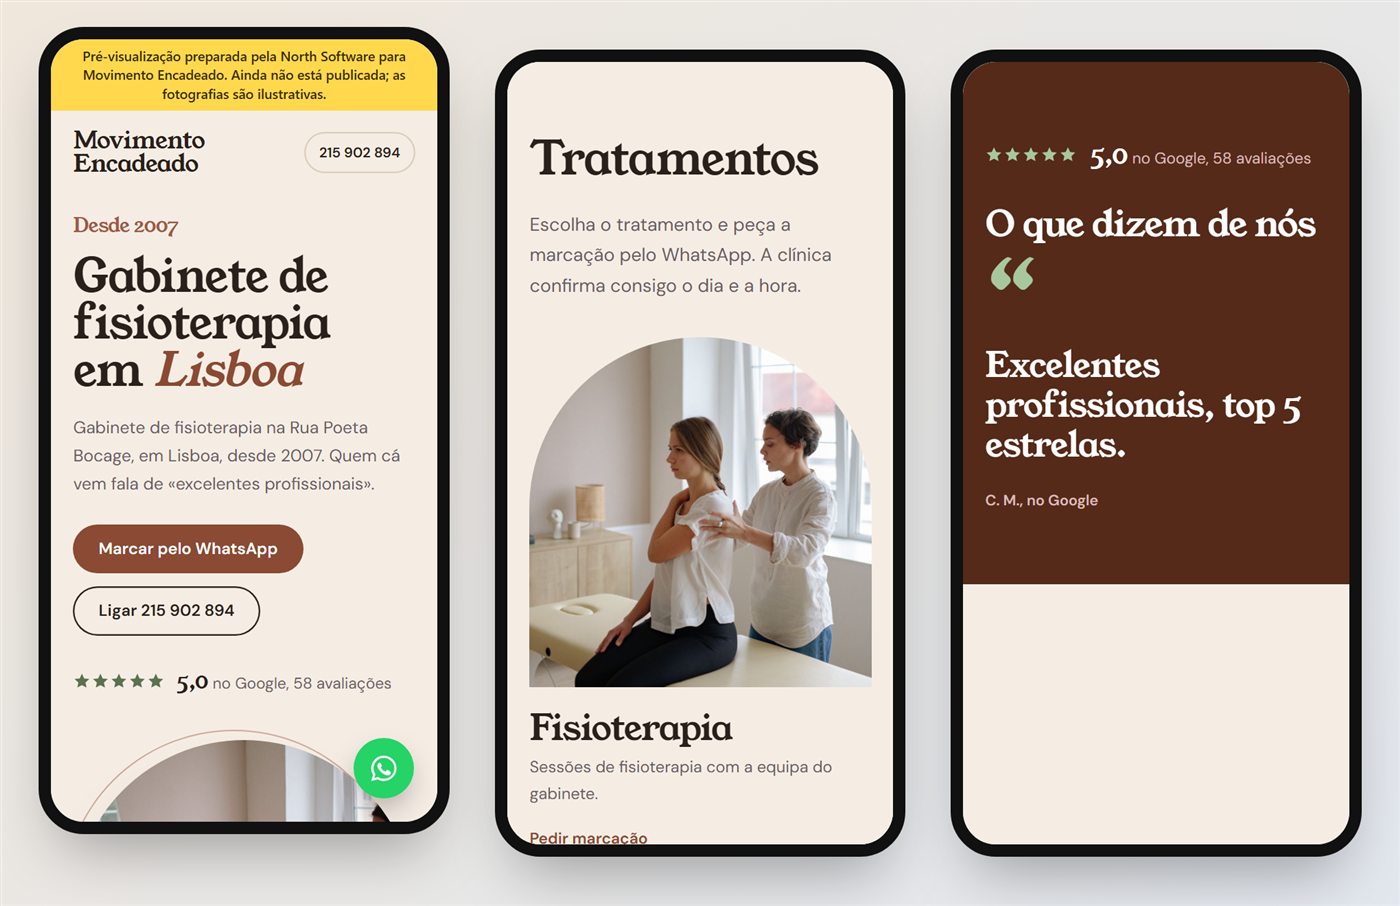 Pré-visualização preparada pela North Software para
Movimento Encadeado. Ainda não está publicada; as
fotografias são ilustrativas.
Movimento
Encadeado
215 902 894
Desde 2007
Gabinete de
fisioterapia
em Lisboa
Gabinete de fisioterapia na Rua Poeta
Bocage, em Lisboa, desde 2007. Quem cá
vem fala de «excelentes profissionais».
Marcar pelo WhatsApp
Ligar 215 902 894
5,0 no Google, 58 avaliações
Tratamentos
Escolha o tratamento e peça a
marcação pelo WhatsApp. A clínica
confirma consigo o dia e a hora.
Fisioterapia
Sessões de fisioterapia com a equipa do
gabinete.
Pedir marcação
5,0 no Google, 58 avaliações
O que dizem de nós
“
Excelentes
profissionais, top 5
estrelas.
C. M., no Google